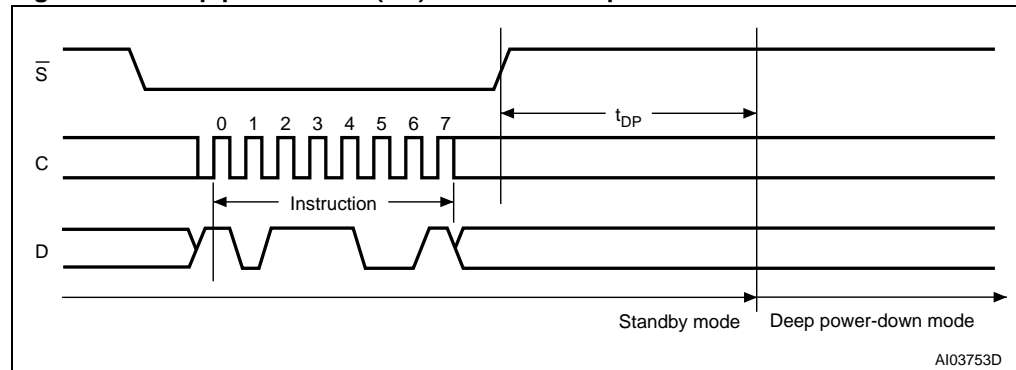 S
0 1 2 3 4 5 6 7
tDP
C
Instruction
D
Standby mode Deep power-down mode
AI03753D